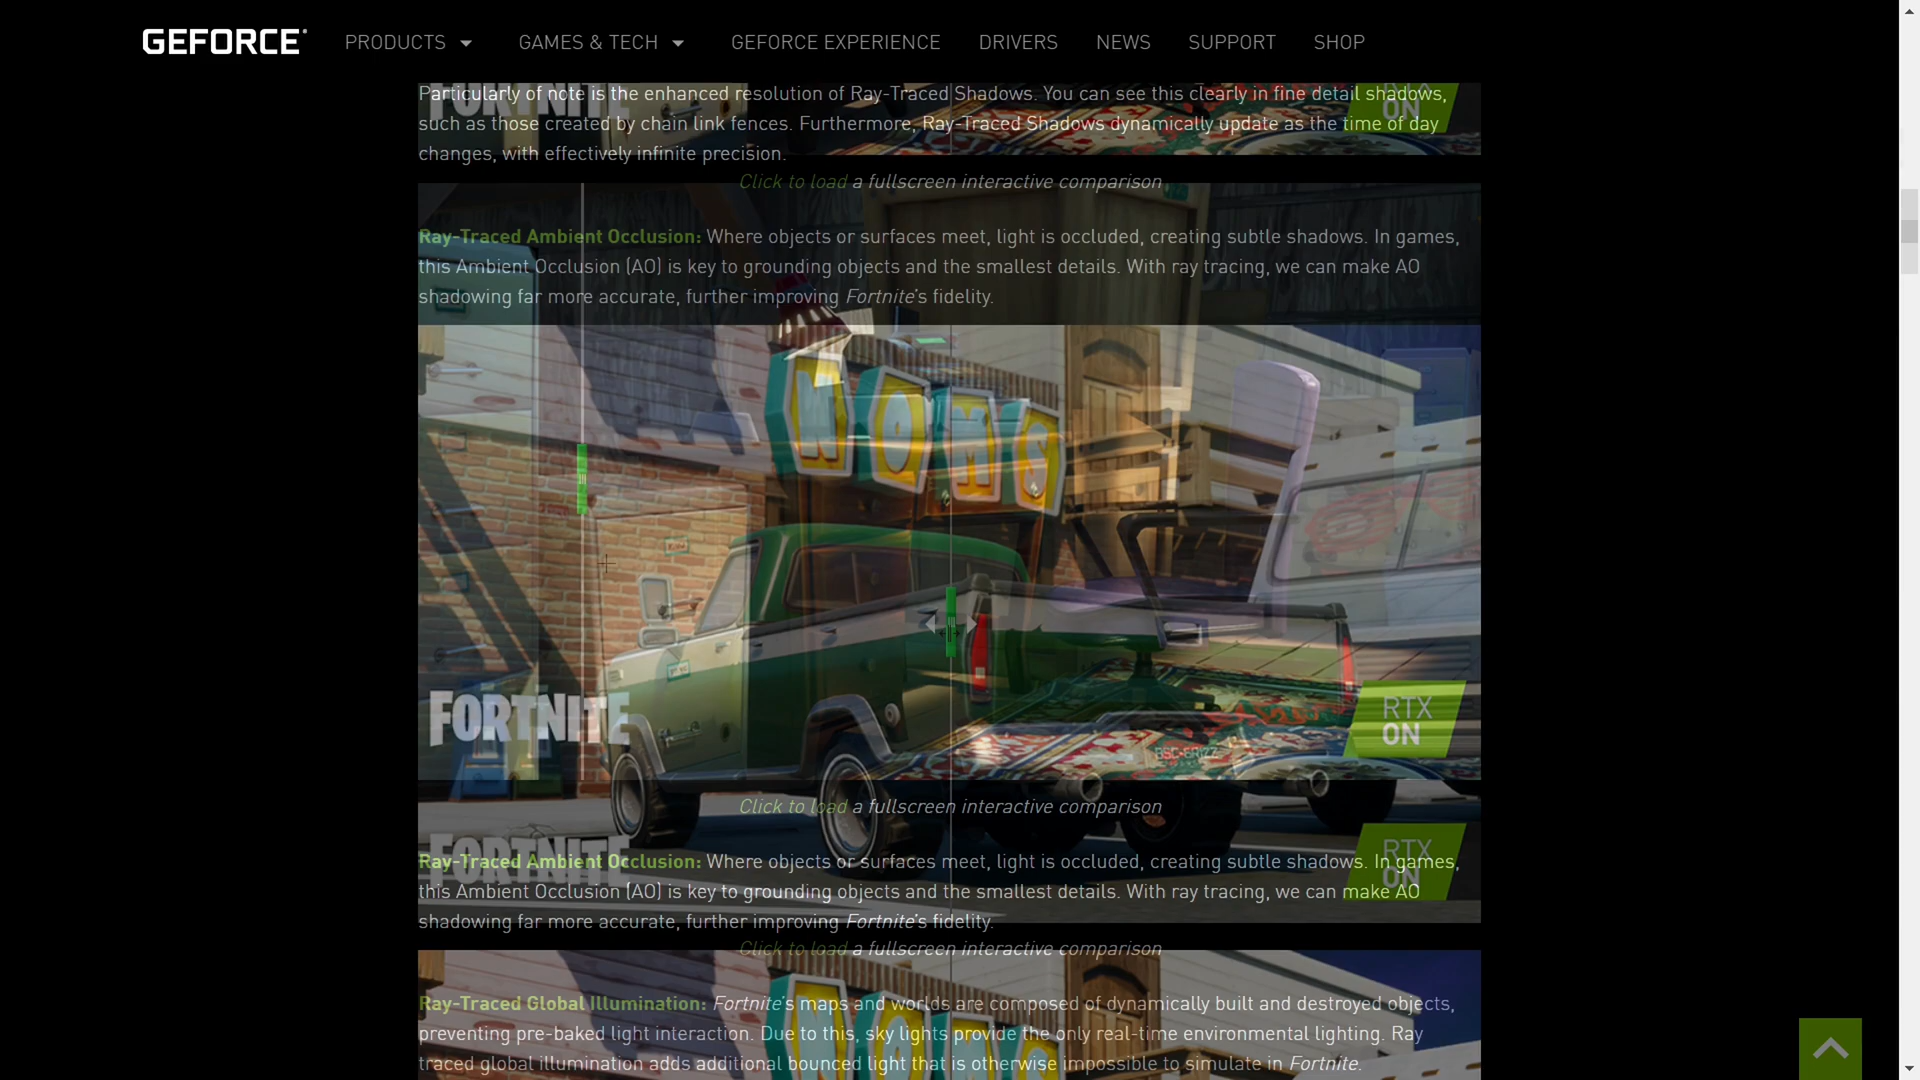 GEFORCE PRODUCTS GAMES & TECH GEFORCE EXPERIENCE DRIVERS NEWS SUPPORT SHOP
Particularly of note is the enhanced resolution of Ray-Traced Shadows. You can see this clearly in fine detail shadows,
such as those created by chain link fences. Furthermore, Ray-Traced Shadows dynamically update as the time of day
changes, with effectively infinite precision.
FORTNITE
RTX
ON
Click to load a fullscreen interactive comparison
Ray-Traced Ambient Occlusion: Where objects or surfaces meet, light is occluded, creating subtle shadows. In games,
this Ambient Occlusion (AO) is key to grounding objects and the smallest details. With ray tracing, we can make AO
shadowing far more accurate, further improving Fortnite's fidelity.
NOMS
FORTNITE
RTX
ON
BSC-6RIZZ
Click to load a fullscreen interactive comparison
FORTNITE
RTX
ON
Ray-Traced Ambient Occlusion: Where objects or surfaces meet, light is occluded, creating subtle shadows. In games,
this Ambient Occlusion (AO) is key to grounding objects and the smallest details. With ray tracing, we can make AO
shadowing far more accurate, further improving Fortnite's fidelity.
Click to load a fullscreen interactive comparison
NOMS
Ray-Traced Global Illumination: Fortnite's maps and worlds are composed of dynamically built and destroyed objects,
preventing pre-baked light interaction. Due to this, sky lights provide the only real-time environmental lighting. Ray
traced global illumination adds additional bounced light that is otherwise impossible to simulate in Fortnite.